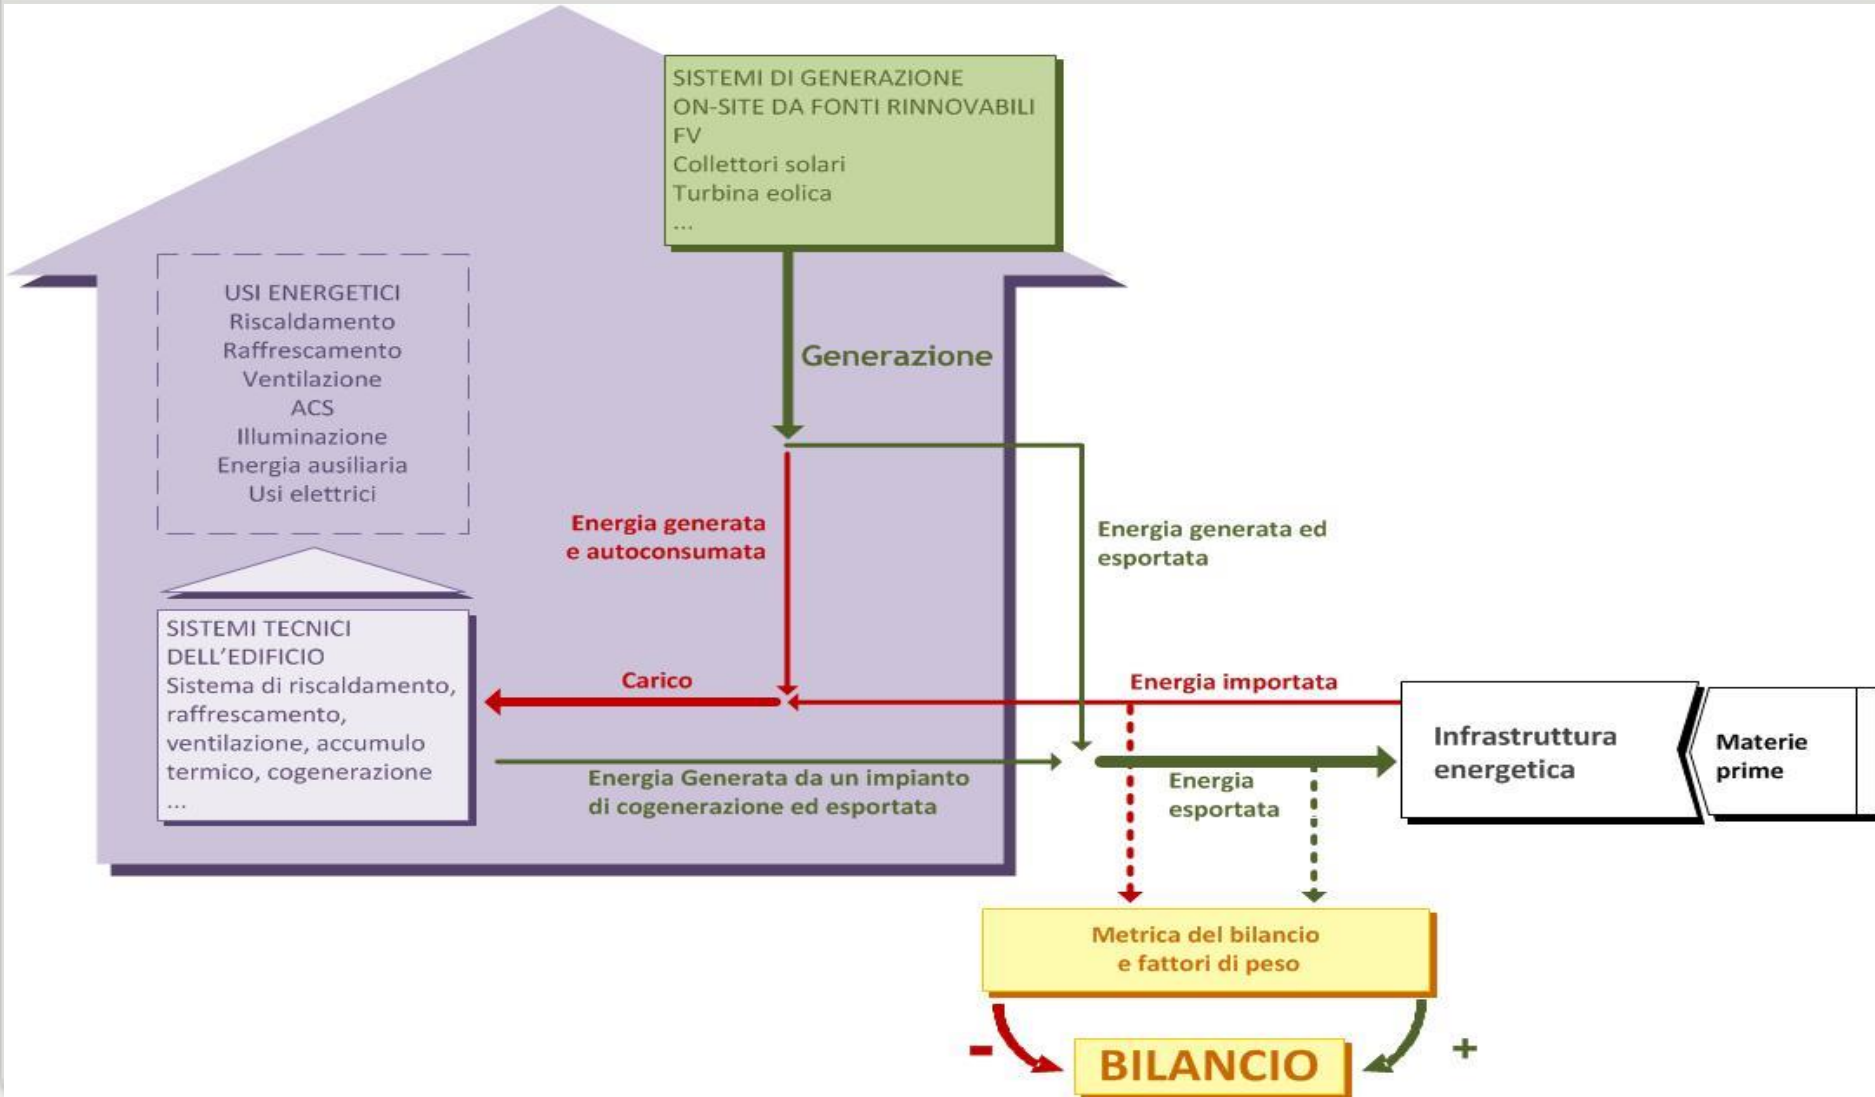 SISTEMI DI GENERAZIONE
ON-SITE DA FONTI RINNOVABILI
FV
Collettori solari
Turbina eolica
...
USI ENERGETICI
Riscaldamento
Raffrescamento
Ventilazione
ACS
Illuminazione
Energia ausiliaria
Usi elettrici
Generazione
Energia generata
e autoconsumata
Energia generata ed
esportata
SISTEMI TECNICI
DELL'EDIFICIO
Sistema di riscaldamento,
raffrescamento,
ventilazione, accumulo
termico, cogenerazione
...
Carico
Energia importata
Energia Generata da un impianto
di cogenerazione ed esportata
Energia
esportata
Infrastruttura
energetica
Materie
prime
Metrica del bilancio
e fattori di peso
-
+
BILANCIO